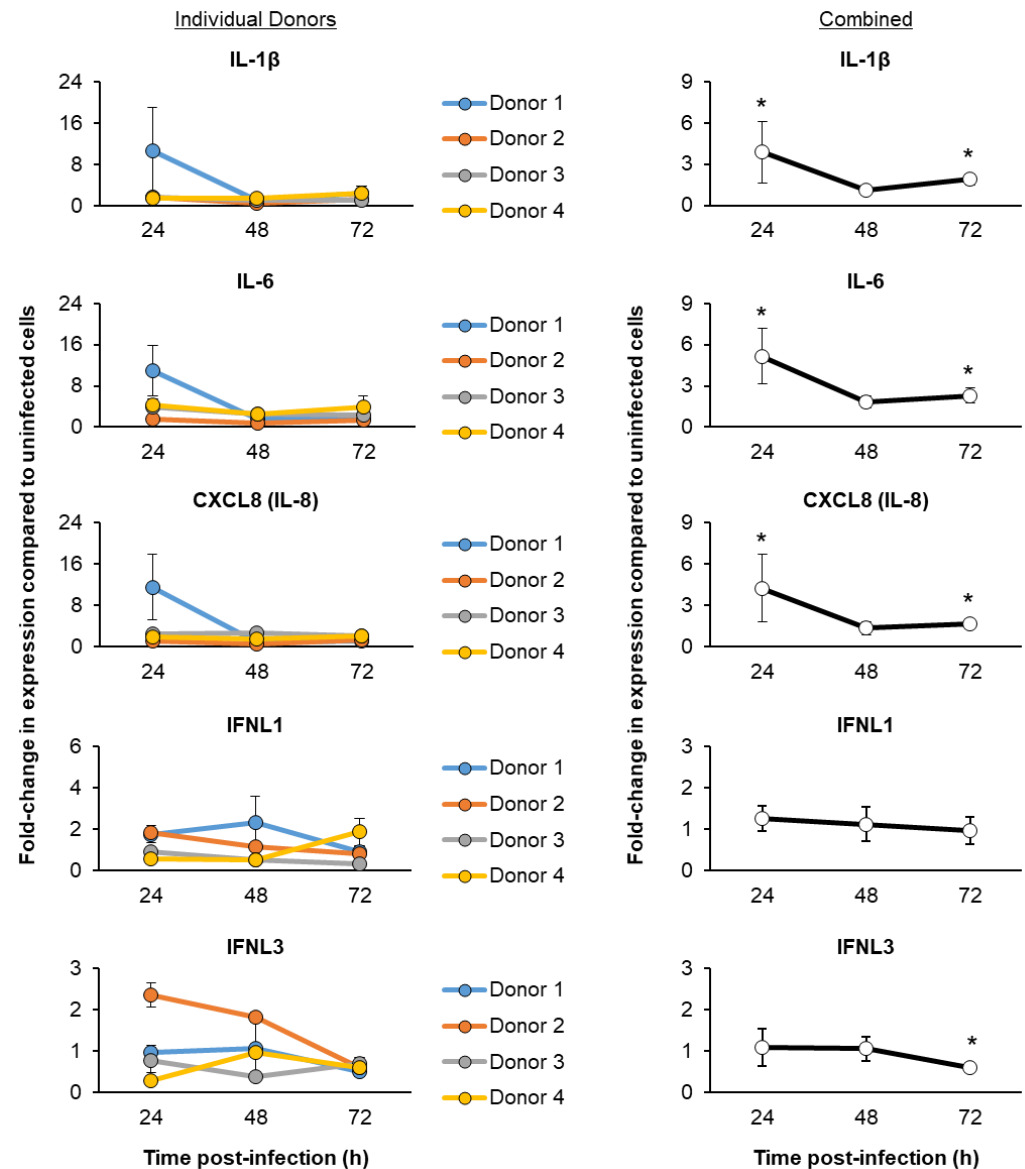 Individual Donors
Combined
Fold-change in expression compared to uninfected cells
IL-1β
24
16
8
0
24 48 72
Donor 1
Donor 2
Donor 3
Donor 4
IL-6
24
16
8
0
24 48 72
Donor 1
Donor 2
Donor 3
Donor 4
CXCL8 (IL-8)
24
16
8
0
24 48 72
Donor 1
Donor 2
Donor 3
Donor 4
IFNL1
6
4
2
0
24 48 72
Donor 1
Donor 2
Donor 3
Donor 4
IFNL3
3
2
1
0
24 48 72
Donor 1
Donor 2
Donor 3
Donor 4
Time post-infection (h)
Fold-change in expression compared to uninfected cells
IL-1β
9
6
3
0
* *
24 48 72
IL-6
9
6
3
0
* *
24 48 72
CXCL8 (IL-8)
9
6
3
0
* *
24 48 72
IFNL1
3
2
1
0
24 48 72
IFNL3
3
2
1
0
*
24 48 72
Time post-infection (h)